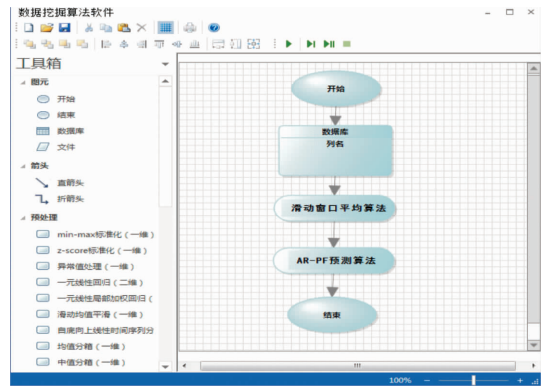 数据挖掘算法软件
工具箱
图元
开始
结束
数据库
文件
箭头
直箭头
折箭头
预处理
min-max标准化（一维）
z-score标准化（一维）
异常值处理（一维）
一元线性回归（二维）
一元线性局部加权回归（
滑动均值平滑（一维）
自底向上线性时间序列分
均值分箱（一维）
中值分箱（一维）
开始
数据库
列名
滑动窗口平均算法
AR-PF预测算法
结束
100%